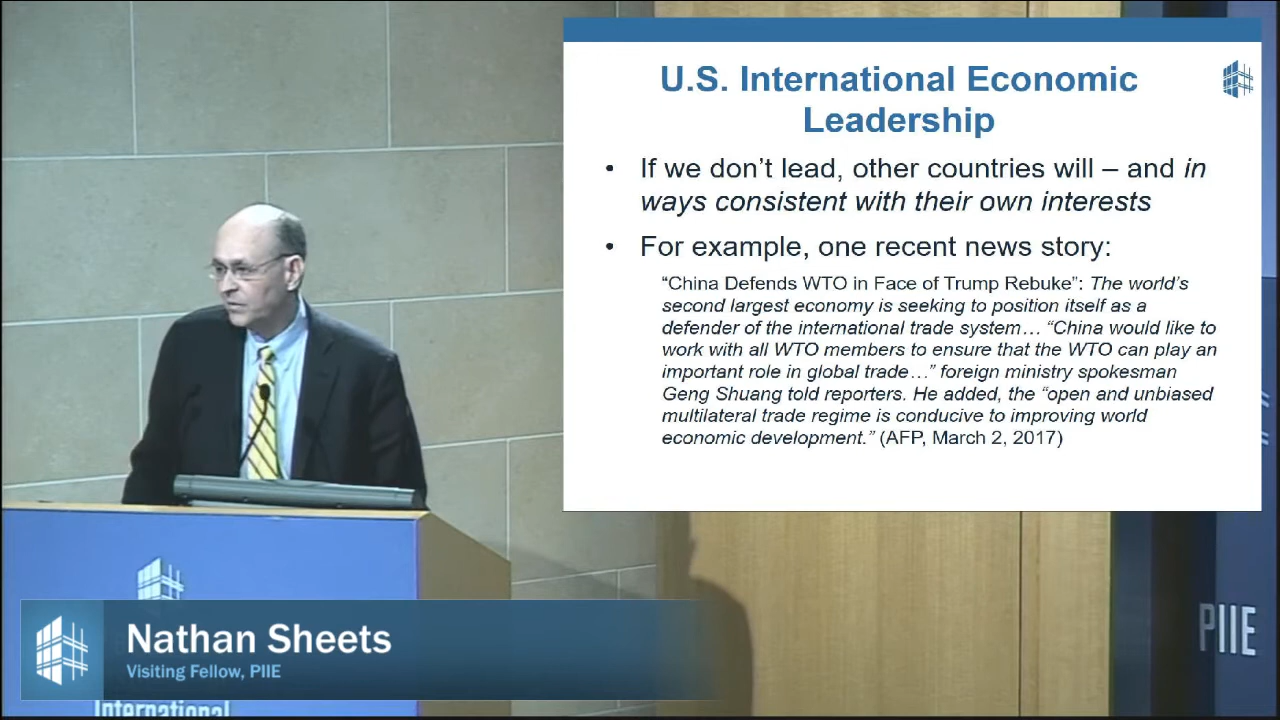 U.S. International Economic
Leadership
• If we don’t lead, other countries will – and in
ways consistent with their own interests
• For example, one recent news story:
“China Defends WTO in Face of Trump Rebuke”: The world’s
second largest economy is seeking to position itself as a
defender of the international trade system… “China would like to
work with all WTO members to ensure that the WTO can play an
important role in global trade…” foreign ministry spokesman
Geng Shuang told reporters. He added, the “open and unbiased
multilateral trade regime is conducive to improving world
economic development.” (AFP, March 2, 2017)
PIIE
Nathan Sheets
Visiting Fellow, PIIE
International